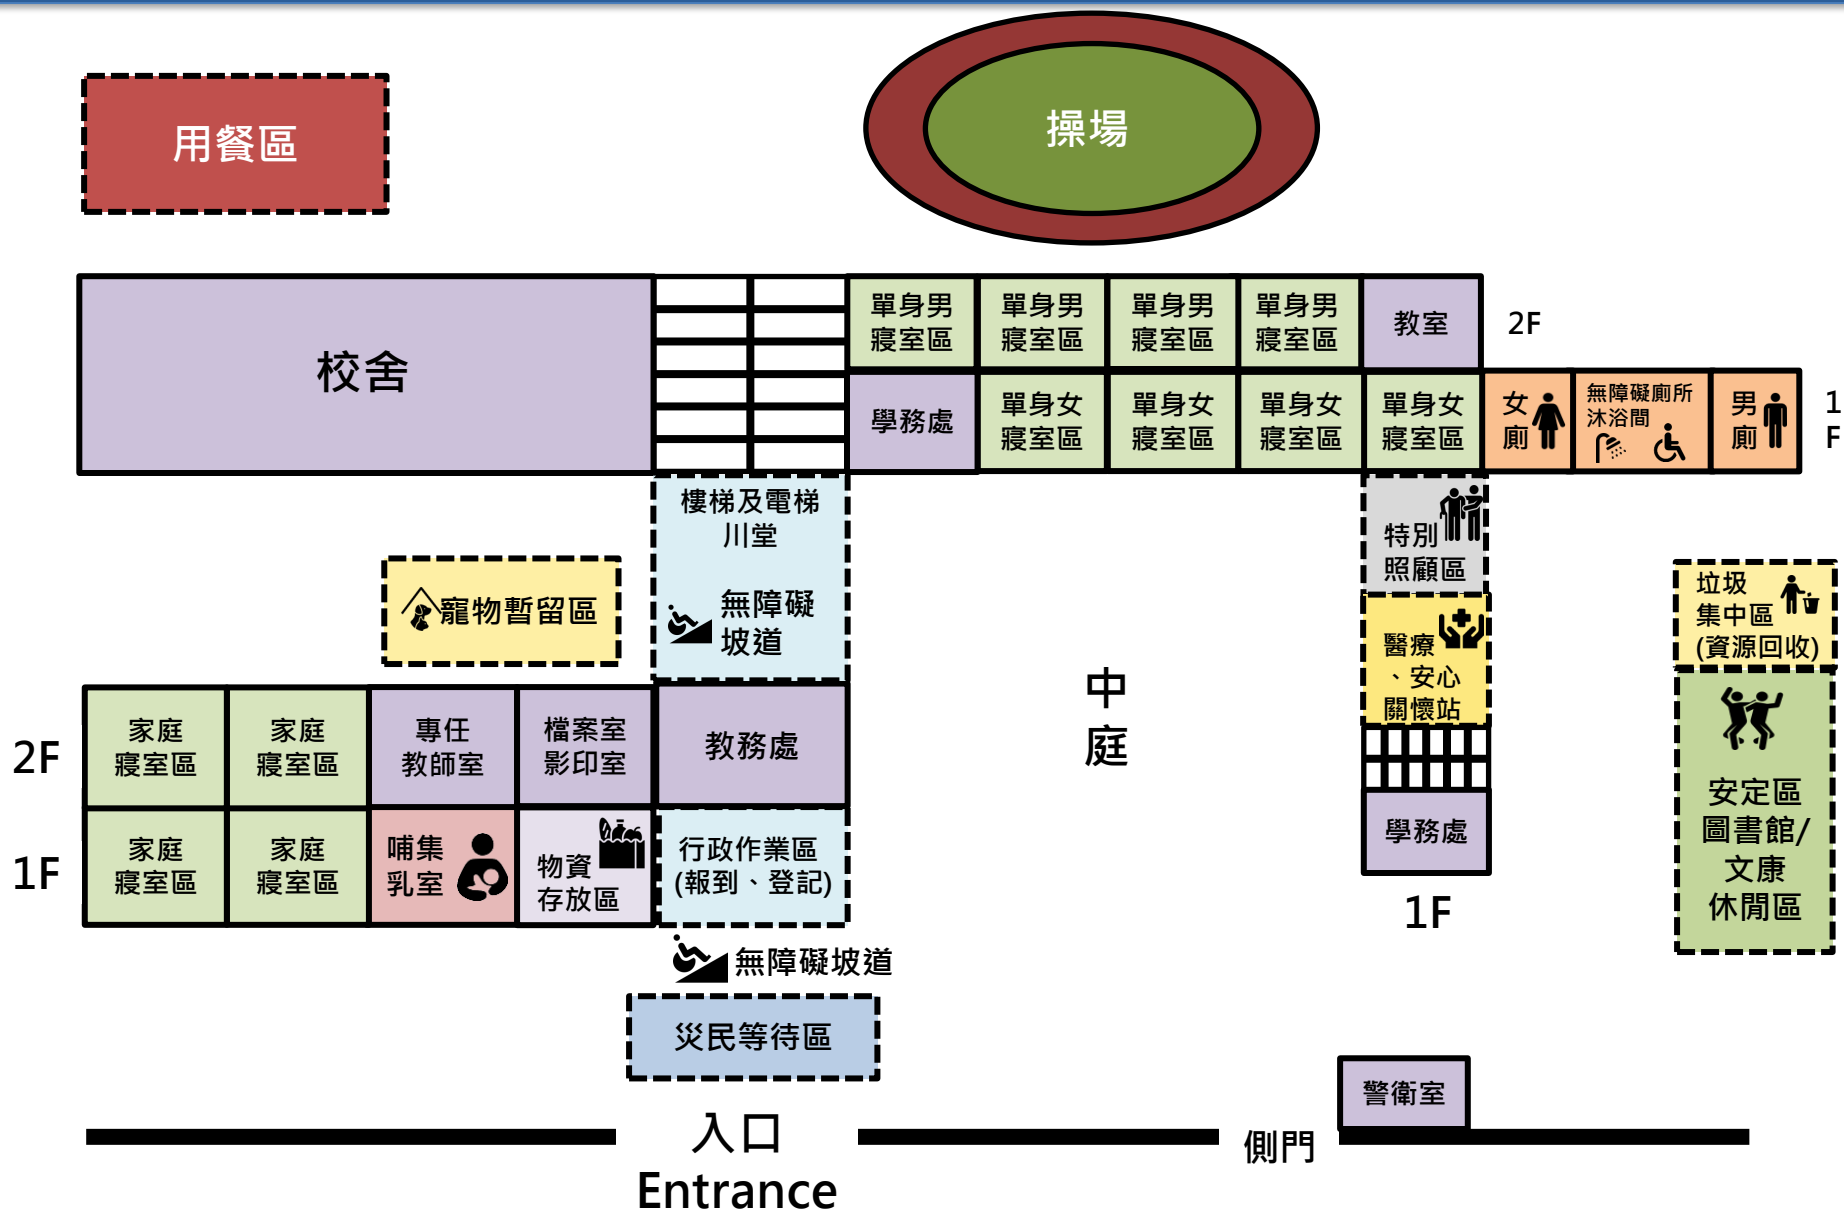 用餐區
操場
校舍
單身男
寢室區
單身男
寢室區
單身男
寢室區
單身男
寢室區
教室
2F
學務處
單身女
寢室區
單身女
寢室區
單身女
寢室區
單身女
寢室區
女
廁
無障礙廁所
沐浴間
男
廁
1
F
樓梯及電梯
川堂
無障礙
坡道
寵物暫留區
特別
照顧區
醫療
、安心
關懷站
中
庭
垃圾
集中區
(資源回收)
2F
家庭
寢室區
家庭
寢室區
專任
教師室
檔案室
影印室
教務處
1F
家庭
寢室區
家庭
寢室區
哺集
乳室
物資
存放區
行政作業區
(報到、登記)
學務處
1F
安定區
圖書館/
文康
休閒區
無障礙坡道
災民等待區
警衛室
入口
Entrance
側門